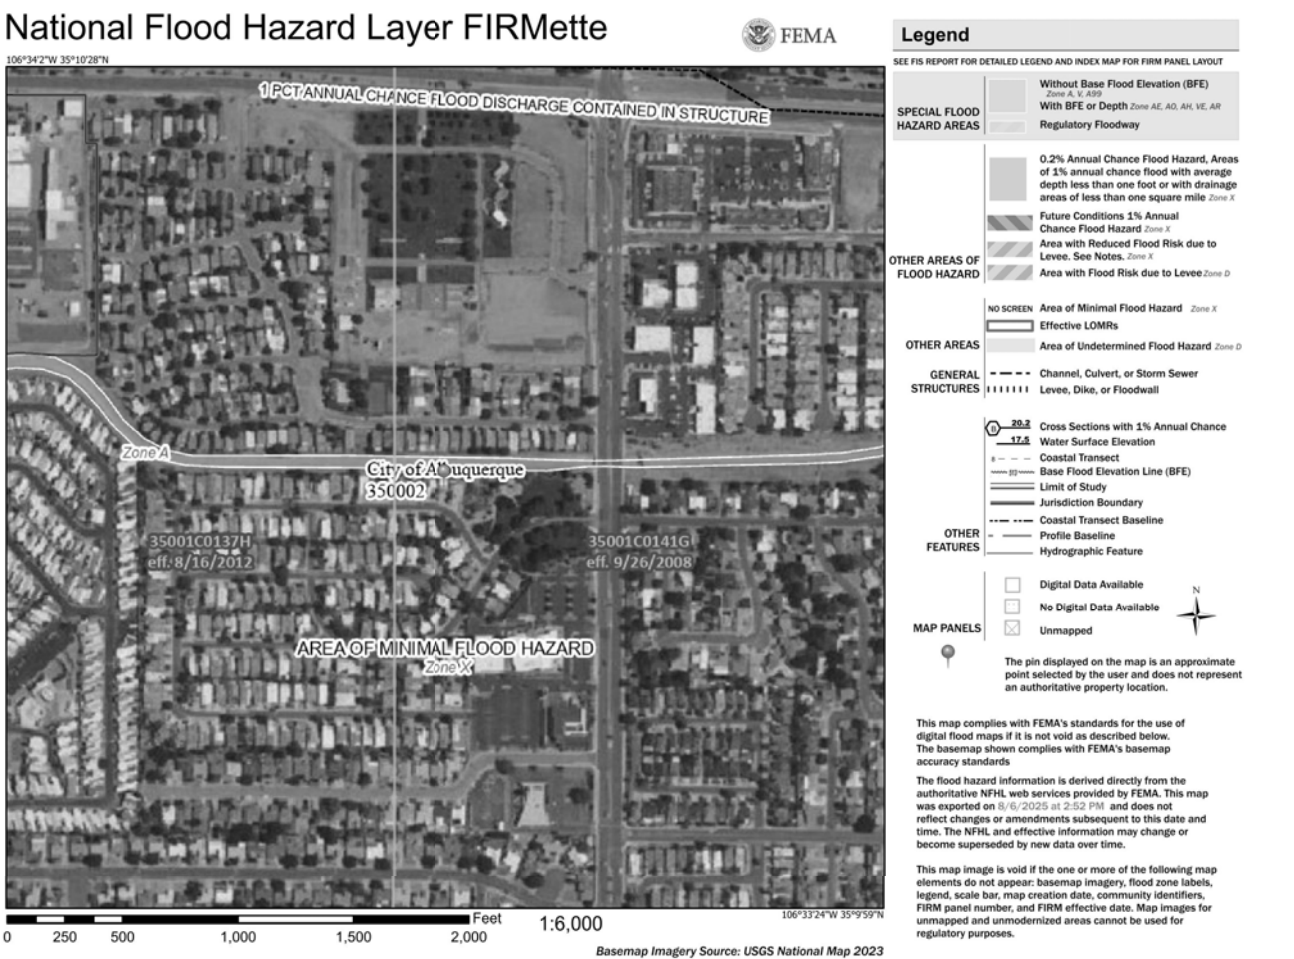 National Flood Hazard Layer FIRMette
FEMA
106°34'2"W 35°10'28"N
1 PCT ANNUAL CHANCE FLOOD DISCHARGE CONTAINED IN STRUCTURE
Zone A
City of Albuquerque
350002
35001C0137H
eff. 8/16/2012
35001C0141G
eff. 9/26/2008
AREA OF MINIMAL FLOOD HAZARD
Zone X
106°33'24"W 35°9'59"N
Feet
1:6,000
0 250 500 1,000 1,500 2,000
Basemap Imagery Source: USGS National Map 2023
Legend
SEE FIS REPORT FOR DETAILED LEGEND AND INDEX MAP FOR FIRM PANEL LAYOUT
SPECIAL FLOOD
HAZARD AREAS
Without Base Flood Elevation (BFE)
Zone A, V, A99
With BFE or Depth Zone AE, AO, AH, VE, AR
Regulatory Floodway
0.2% Annual Chance Flood Hazard, Areas
of 1% annual chance flood with average
depth less than one foot or with drainage
areas of less than one square mile Zone X
Future Conditions 1% Annual
Chance Flood Hazard Zone X
Area with Reduced Flood Risk due to
Levee. See Notes. Zone X
Area with Flood Risk due to Levee Zone D
OTHER AREAS OF
FLOOD HAZARD
NO SCREEN Area of Minimal Flood Hazard Zone X
Effective LOMRs
OTHER AREAS
Area of Undetermined Flood Hazard Zone D
GENERAL
STRUCTURES
Channel, Culvert, or Storm Sewer
Levee, Dike, or Floodwall
B 20.2 Cross Sections with 1% Annual Chance
17.5 Water Surface Elevation
8 Coastal Transect
513 Base Flood Elevation Line (BFE)
Limit of Study
Jurisdiction Boundary
Coastal Transect Baseline
OTHER
FEATURES
Profile Baseline
Hydrographic Feature
Digital Data Available
No Digital Data Available
Unmapped
MAP PANELS
N
The pin displayed on the map is an approximate
point selected by the user and does not represent
an authoritative property location.
This map complies with FEMA's standards for the use of
digital flood maps if it is not void as described below.
The basemap shown complies with FEMA's basemap
accuracy standards
The flood hazard information is derived directly from the
authoritative NFHL web services provided by FEMA. This map
was exported on 8/6/2025 at 2:52 PM and does not
reflect changes or amendments subsequent to this date and
time. The NFHL and effective information may change or
become superseded by new data over time.
This map image is void if the one or more of the following map
elements do not appear: basemap imagery, flood zone labels,
legend, scale bar, map creation date, community identifiers,
FIRM panel number, and FIRM effective date. Map images for
unmapped and unmodernized areas cannot be used for
regulatory purposes.